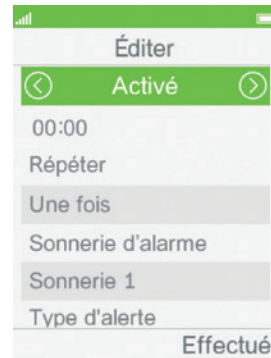 Éditer
Activé
00:00
Répéter
Une fois
Sonnerie d'alarme
Sonnerie 1
Type d'alerte
Effectué